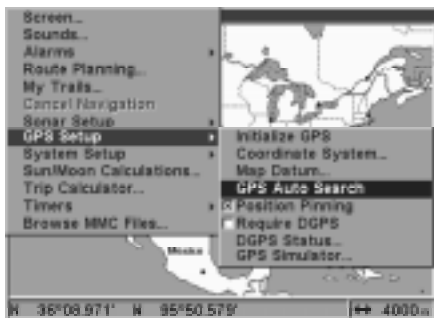 Screen...
Sounds...
Alarms
Route Planning...
My Trails...
Cancel Navigation
Sonar Setup
GPS Setup
System Setup
Sun/Moon Calculations...
Trip Calculator...
Timers
Browse MMC Files...
Initialize GPS
Coordinate System...
Map Datum...
GPS Auto Search
Position Pinning
Require DGPS
DGPS Status...
GPS Simulator...
Mexico
N 36°08.971' W 95°50.579' 4000m